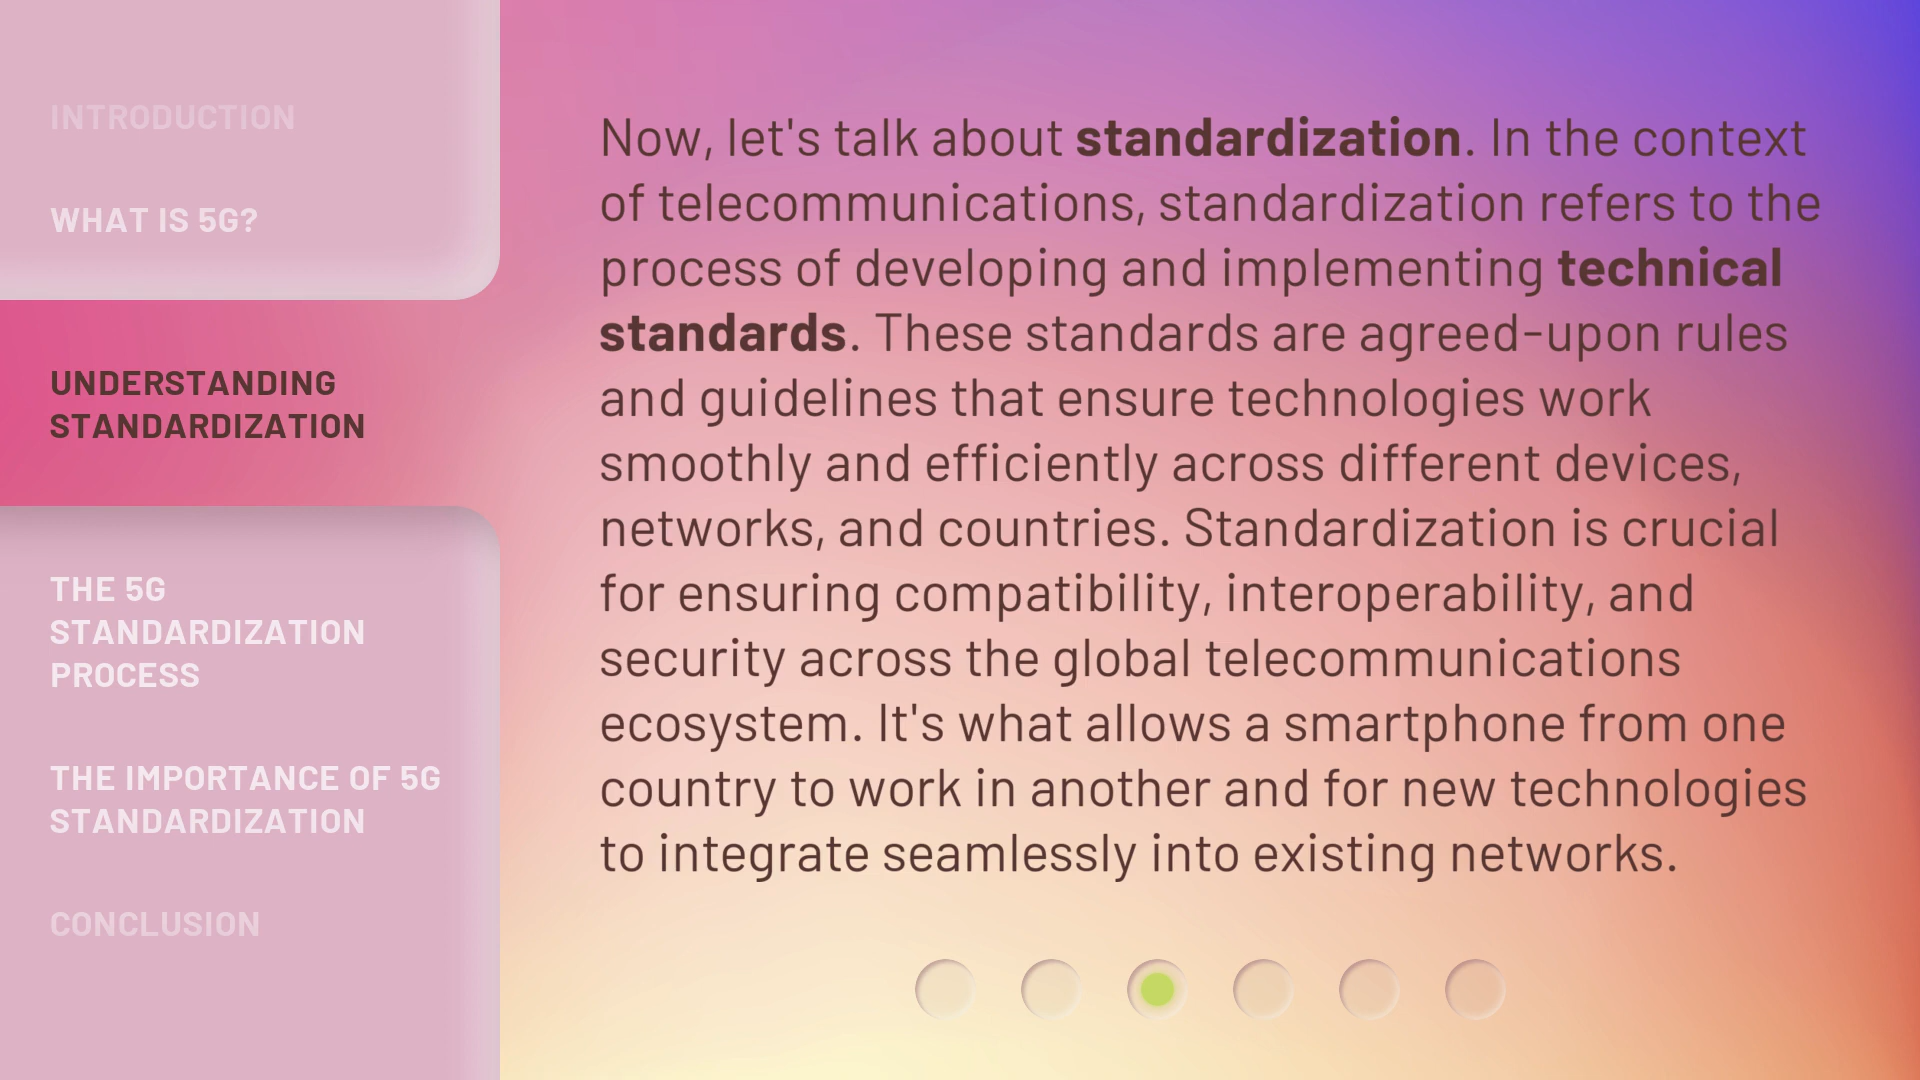 INTRODUCTION
WHAT IS 5G?
UNDERSTANDING
STANDARDIZATION
THE 5G
STANDARDIZATION
PROCESS
THE IMPORTANCE OF 5G
STANDARDIZATION
CONCLUSION
Now, let's talk about standardization. In the context
of telecommunications, standardization refers to the
process of developing and implementing technical
standards. These standards are agreed-upon rules
and guidelines that ensure technologies work
smoothly and efficiently across different devices,
networks, and countries. Standardization is crucial
for ensuring compatibility, interoperability, and
security across the global telecommunications
ecosystem. It's what allows a smartphone from one
country to work in another and for new technologies
to integrate seamlessly into existing networks.